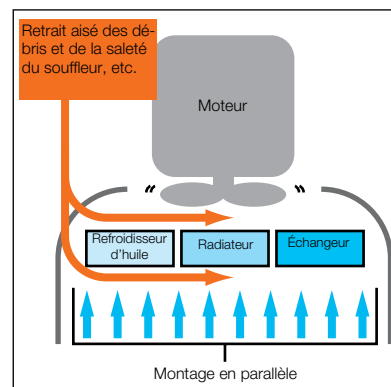 Retrait aisé des dé-
bris et de la saleté
du souffleur, etc.
Moteur
Refroidisseur
d'huile
Radiateur
Échangeur
Montage en parallèle